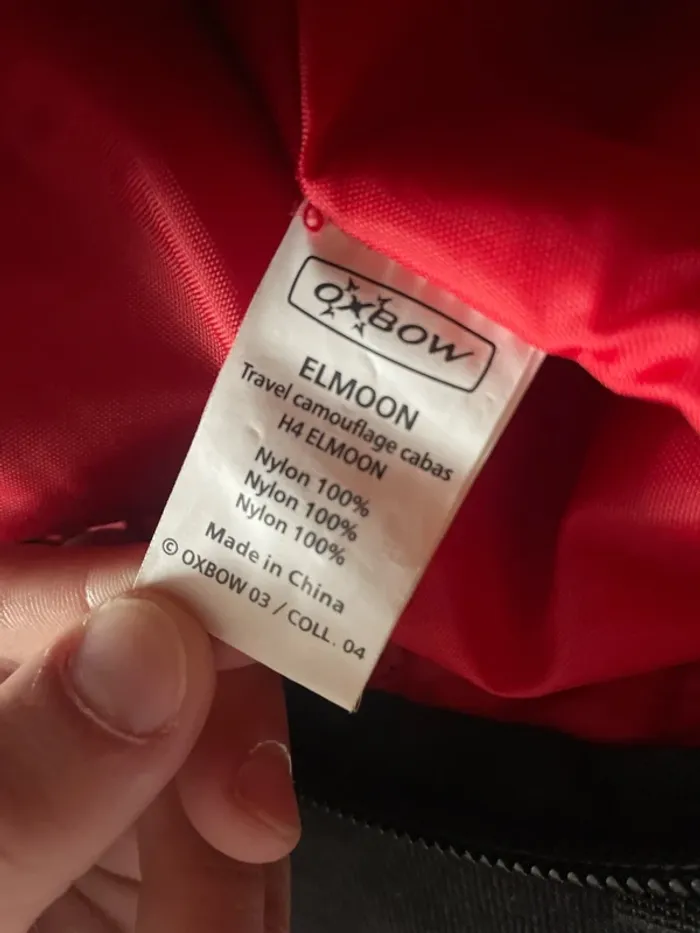 OXBOW
ELMOON
Travel camouflage cabas
H4 ELMOON
Nylon 100%
Nylon 100%
Nylon 100%
Made in China
© OXBOW 03 / COLL. 04